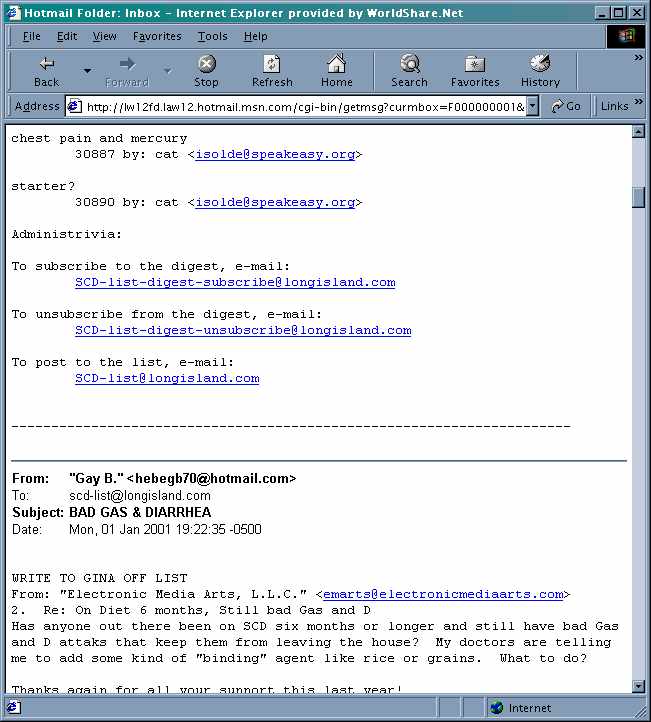 Hotmail Folder: Inbox - Internet Explorer provided by WorldShare.Net
File Edit View Favorites Tools Help
Back Forward Stop Refresh Home Search Favorites History »
Address http://lw12fd.law12.hotmail.msn.com/cgi-bin/getmsg?curmbox=F000000001& Go Links »
chest pain and mercury
30887 by: cat <isolde@speakeasy.org>
starter?
30890 by: cat <isolde@speakeasy.org>
Administrivia:
To subscribe to the digest, e-mail:
SCD-list-digest-subscribe@longisland.com
To unsubscribe from the digest, e-mail:
SCD-list-digest-unsubscribe@longisland.com
To post to the list, e-mail:
SCD-list@longisland.com
----------------------------------------------------------------------
From: "Gay B." <hebegb70@hotmail.com>
To: scd-list@longisland.com
Subject: BAD GAS & DIARRHEA
Date: Mon, 01 Jan 2001 19:22:35 -0500
WRITE TO GINA OFF LIST
From: "Electronic Media Arts, L.L.C." <emarts@electronicmediaarts.com>
2. Re: On Diet 6 months, Still bad Gas and D
Has anyone out there been on SCD six months or longer and still have bad Gas
and D attaks that keep them from leaving the house? My doctors are telling
me to add some kind of "binding" agent like rice or grains. What to do?
Thanks again for all your support this last year!
Internet